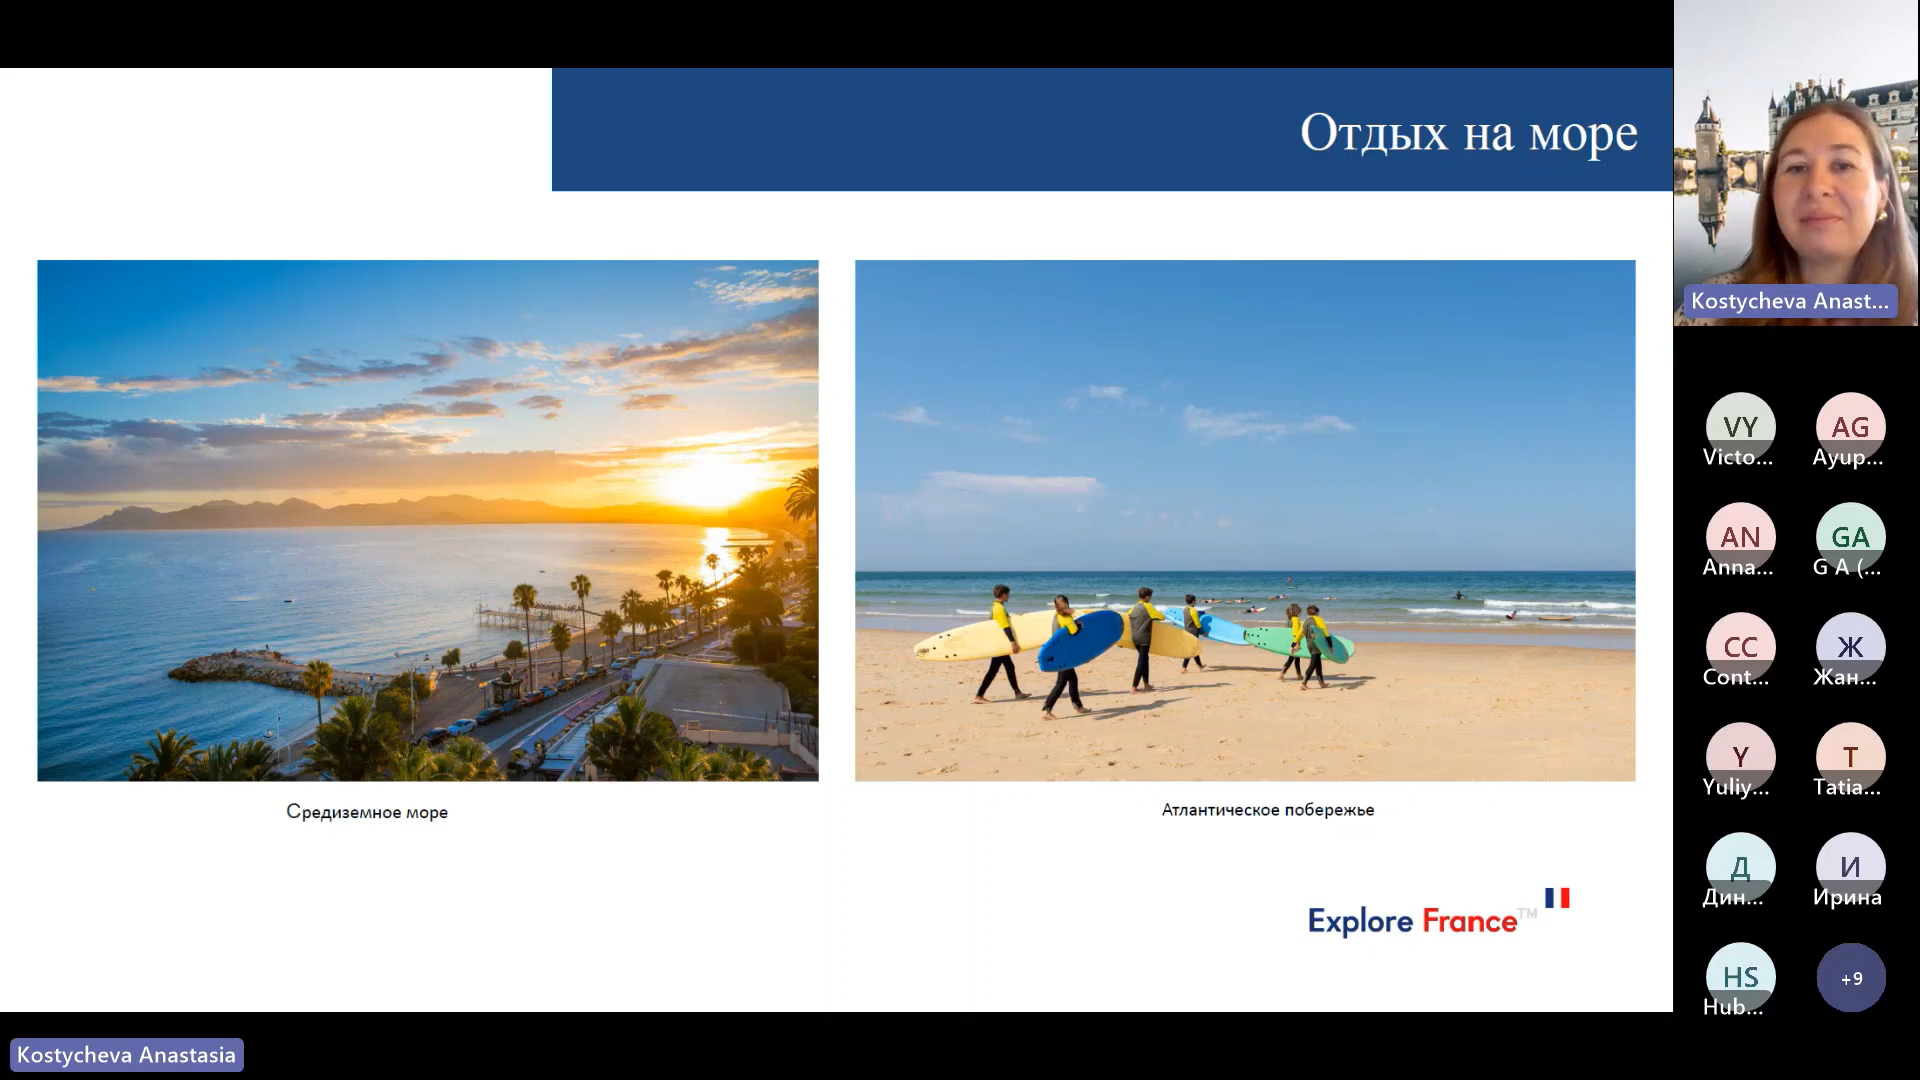 Отдых на море
Kostycheva Anast...
Средиземное море
Атлантическое побережье
Explore France™
VY
Victo...
AG
Ayup...
AN
Anna...
GA
G A (...
CC
Cont...
Ж
Жан...
Y
Yuliy...
T
Tatia...
Д
Дин...
И
Ирина
HS
Hub...
+9
Kostycheva Anastasia